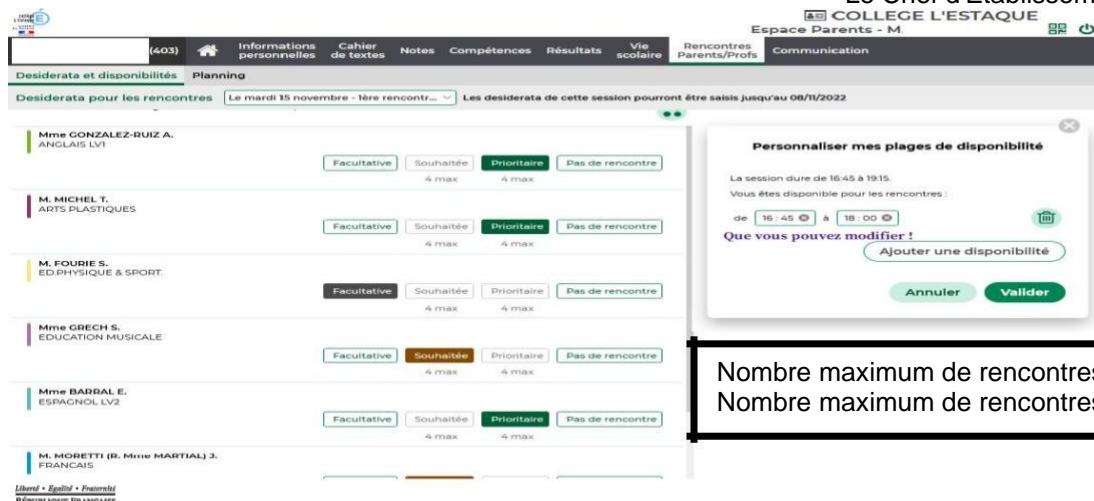 Le Chef d'Établissem
COLLEGE L'ESTAQUE
Espace Parents - M.
(403)
Informations personnelles
Cahier de textes
Notes
Compétences
Résultats
Vie scolaire
Rencontres Parents/Profs
Communication
Desiderata et disponibilités Planning
Desiderata pour les rencontres Le mardi 15 novembre - 1ère rencontr... Les desiderata de cette session pourront être saisis jusqu'au 08/11/2022
Mme GONZALEZ-RUIZ A.
ANGLAIS LV1
Facultative Souhaitée Prioritaire Pas de rencontre
4 max 4 max
M. MICHEL T.
ARTS PLASTIQUES
Facultative Souhaitée Prioritaire Pas de rencontre
4 max 4 max
M. FOURIE S.
ED.PHYSIQUE & SPORT.
Facultative Souhaitée Prioritaire Pas de rencontre
4 max 4 max
Mme GRECH S.
EDUCATION MUSICALE
Facultative Souhaitée Prioritaire Pas de rencontre
4 max 4 max
Mme BARRAL E.
ESPAGNOL LV2
Facultative Souhaitée Prioritaire Pas de rencontre
4 max 4 max
M. MORETTI (R. Mme MARTIAL) J.
FRANCAIS
Personnaliser mes plages de disponibilité
La session dure de 16:45 à 19:15.
Vous êtes disponible pour les rencontres :
de 16 : 45 à 18 : 00
Que vous pouvez modifier !
Ajouter une disponibilité
Annuler Valider
Nombre maximum de rencontres
Nombre maximum de rencontres
Liberté • Egalité • Fraternité
RÉPUBLIQUE FRANÇAISE